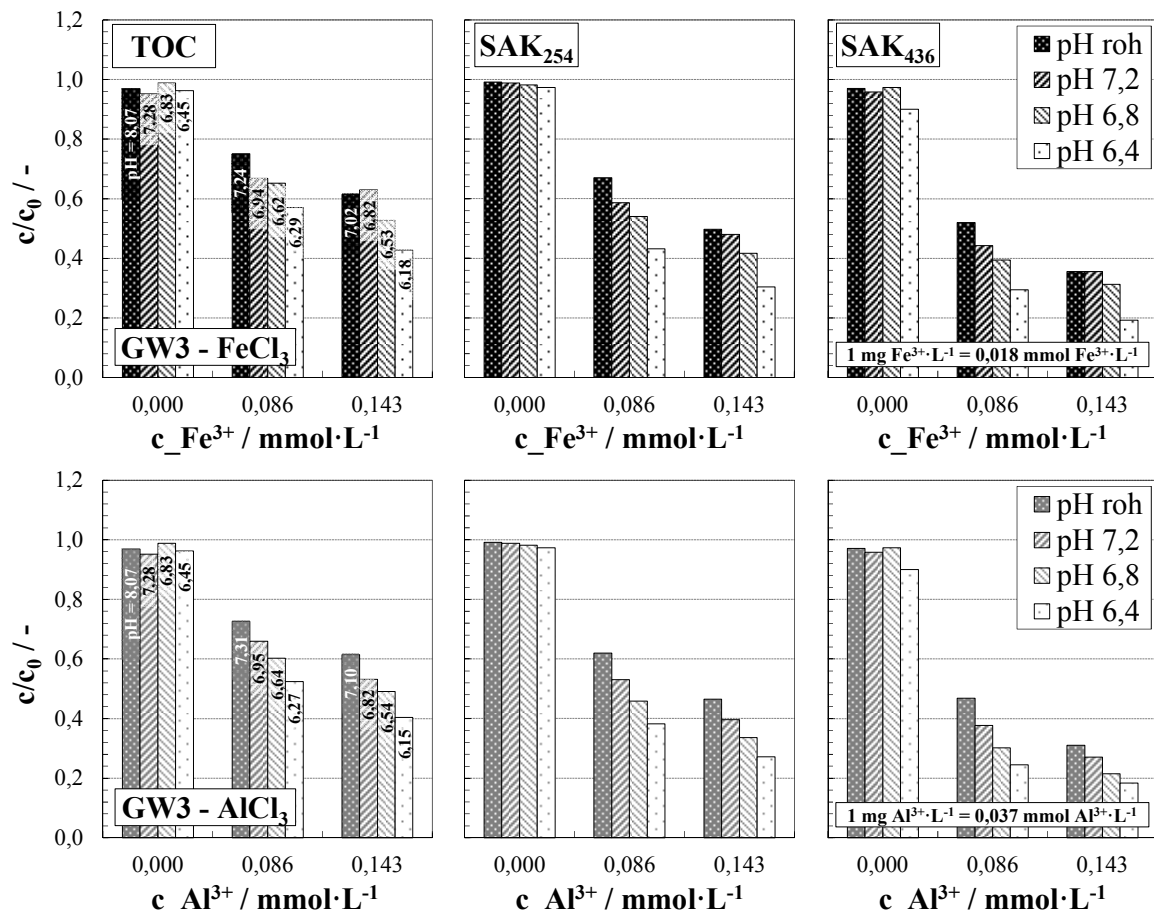 TOC
SAK₂₅₄
SAK₄₃₆
pH roh
pH 7,2
pH 6,8
pH 6,4
c/c₀ / -
1,2
1,0
0,8
0,6
0,4
0,2
0,0
pH = 8,07
7,28
6,83
6,45
7,24
6,94
6,62
6,29
7,02
6,82
6,53
6,18
GW3 - FeCl₃
1 mg Fe³⁺·L⁻¹ = 0,018 mmol Fe³⁺·L⁻¹
0,000 0,086 0,143
0,000 0,086 0,143
0,000 0,086 0,143
c_Fe³⁺ / mmol·L⁻¹
c_Fe³⁺ / mmol·L⁻¹
c_Fe³⁺ / mmol·L⁻¹
pH roh
pH 7,2
pH 6,8
pH 6,4
c/c₀ / -
1,2
1,0
0,8
0,6
0,4
0,2
0,0
pH = 8,07
7,28
6,83
6,45
7,31
6,95
6,64
6,27
7,10
6,82
6,54
6,15
GW3 - AlCl₃
1 mg Al³⁺·L⁻¹ = 0,037 mmol Al³⁺·L⁻¹
0,000 0,086 0,143
0,000 0,086 0,143
0,000 0,086 0,143
c_Al³⁺ / mmol·L⁻¹
c_Al³⁺ / mmol·L⁻¹
c_Al³⁺ / mmol·L⁻¹